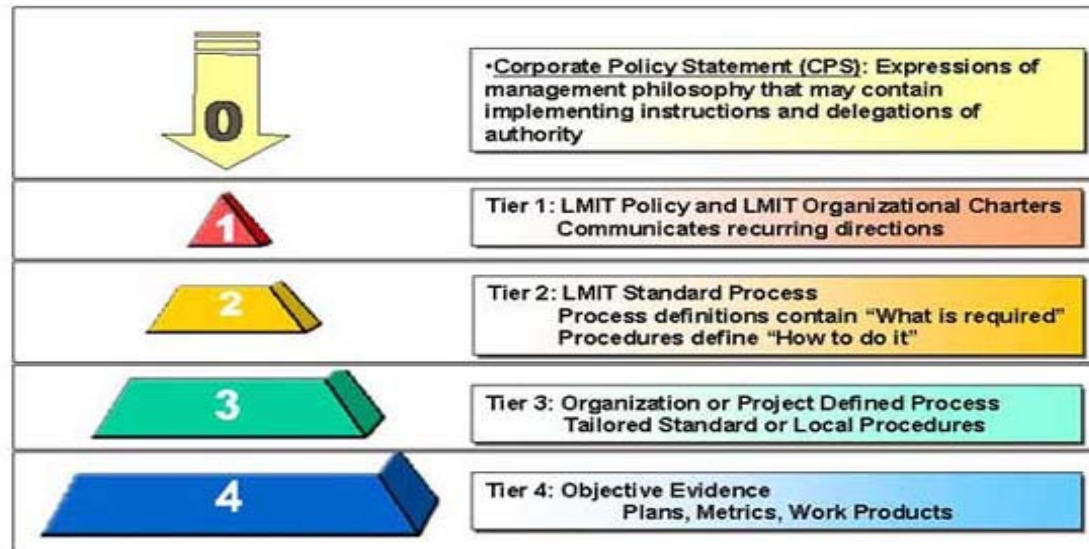 0
•Corporate Policy Statement (CPS): Expressions of
management philosophy that may contain
implementing instructions and delegations of
authority
1
Tier 1: LMIT Policy and LMIT Organizational Charters
Communicates recurring directions
2
Tier 2: LMIT Standard Process
Process definitions contain “What is required”
Procedures define “How to do it”
3
Tier 3: Organization or Project Defined Process
Tailored Standard or Local Procedures
4
Tier 4: Objective Evidence
Plans, Metrics, Work Products